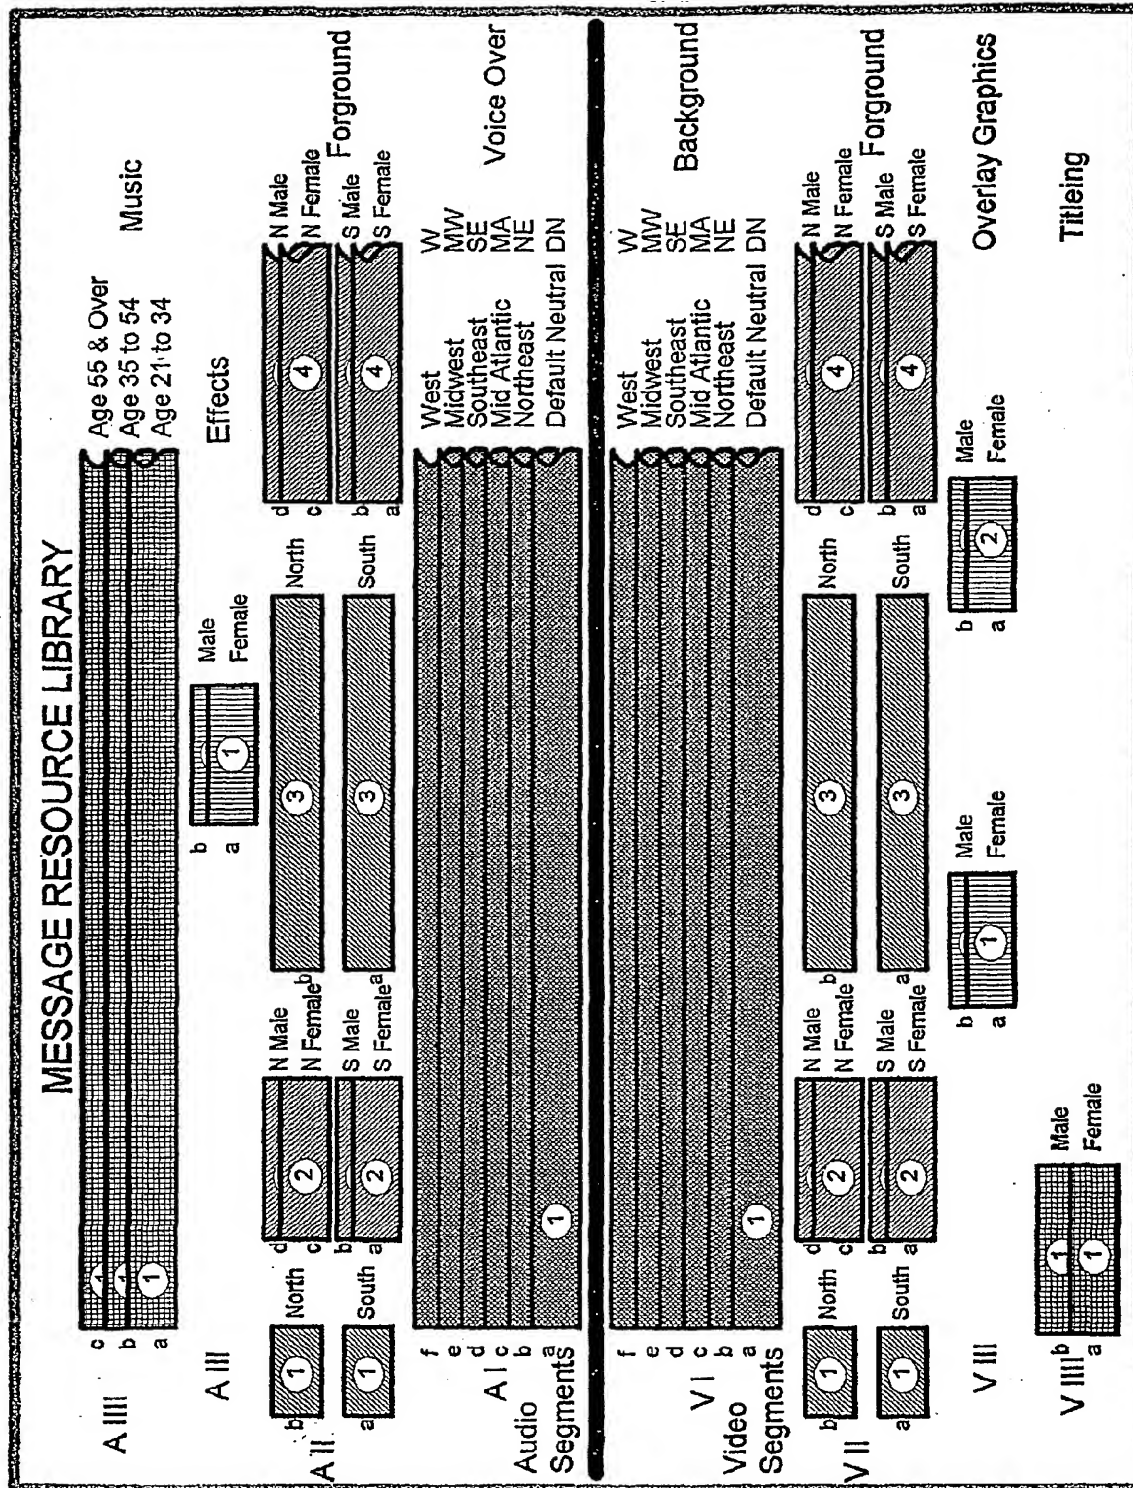 MESSAGE RESOURCE LIBRARY
A IIII
c
b
a
1
1
1
Age 55 & Over
Age 35 to 54
Age 21 to 34
Music
A III
b
a
1
Male
Female
Effects
A II
b
1
North
a
1
South
d
c
2
N Male
N Female
b
a
2
S Male
S Female
b
3
North
a
3
South
d
c
4
N Male
N Female
b
a
4
S Male
S Female
Forground
A I
Audio
Segments
f
e
d
c
b
a
1
West W
Midwest MW
Southeast SE
Mid Atlantic MA
Northeast NE
Default Neutral DN
Voice Over
V I
Video
Segments
f
e
d
c
b
a
1
West W
Midwest MW
Southeast SE
Mid Atlantic MA
Northeast NE
Default Neutral DN
Background
V II
b
1
North
a
1
South
d
c
2
N Male
N Female
b
a
2
S Male
S Female
b
3
North
a
3
South
d
c
4
N Male
N Female
b
a
4
S Male
S Female
Forground
V III
b
a
1
Male
Female
b
a
2
Male
Female
Overlay Graphics
V IIII
b
a
1
1
Male
Female
Titleing